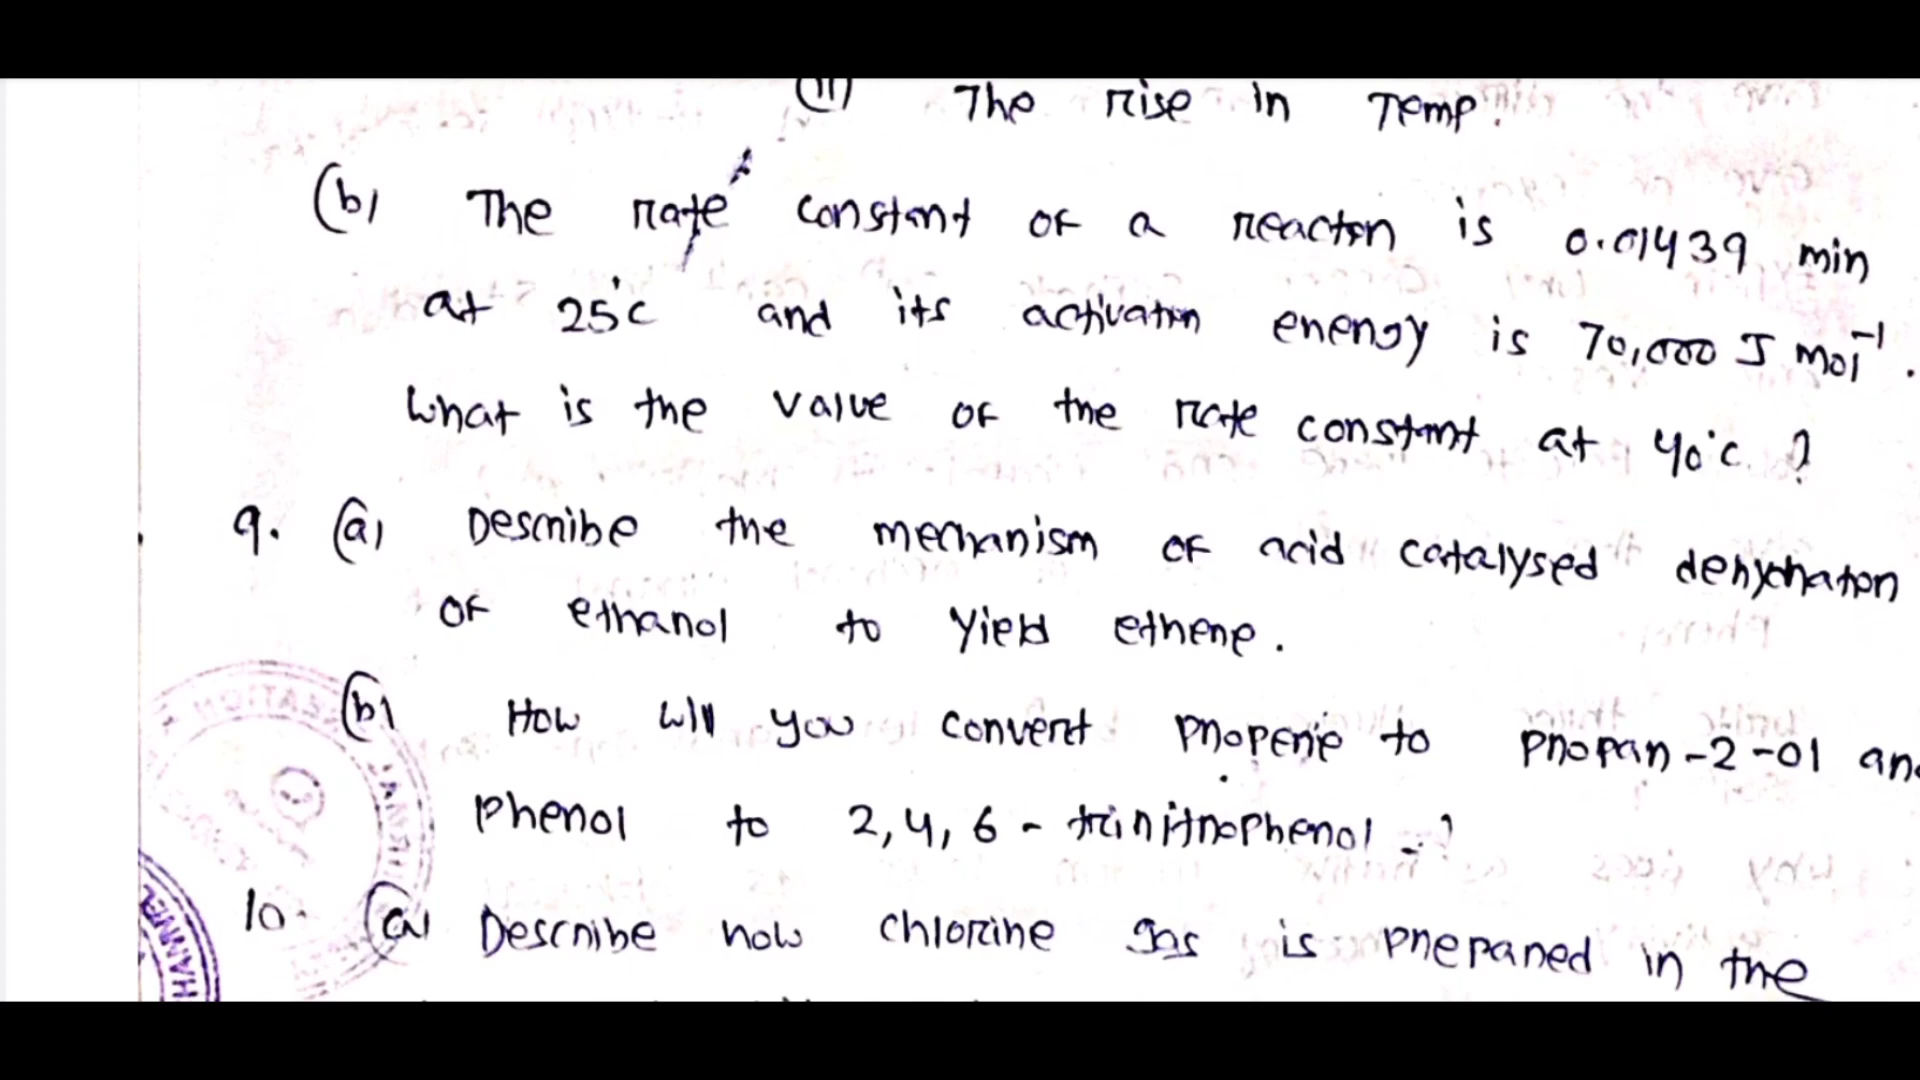 (ii) The rise in Temp.
(b) The rate constant of a reaction is 0.01439 min
at 25°c and its activation energy is 70,000 J mol⁻¹.
What is the value of the rate constant at 40°c ?
9. (a) Describe the mechanism of acid catalysed dehydration
of ethanol to yield ethene.
(b) How will you convert propene to propan-2-ol and
phenol to 2,4,6-trinitrophenol ?
10. (a) Describe how chlorine gas is prepared in the